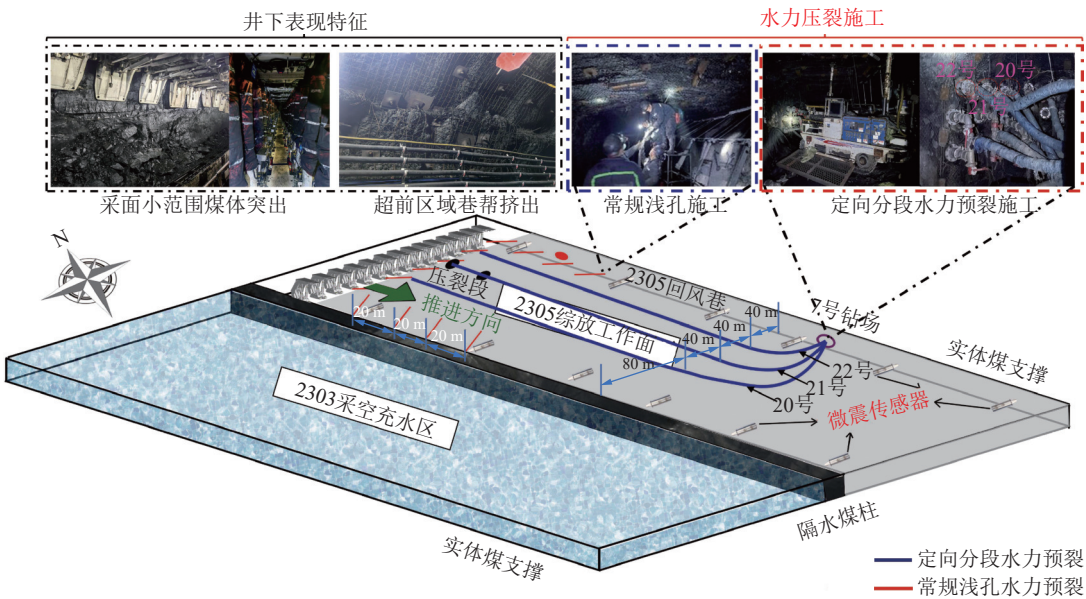 井下表现特征
水力压裂施工
22号
20号
21号
采面小范围煤体突出
超前区域巷帮挤出
常规浅孔施工
定向分段水力预裂施工
N
压裂段
推进方向
2305回风巷
2305综放工作面
20 m
20 m
20 m
40 m
40 m
40 m
80 m
号钻场
22号
21号
20号
实体煤支撑
微震传感器
2303采空充水区
隔水煤柱
实体煤支撑
定向分段水力预裂
常规浅孔水力预裂